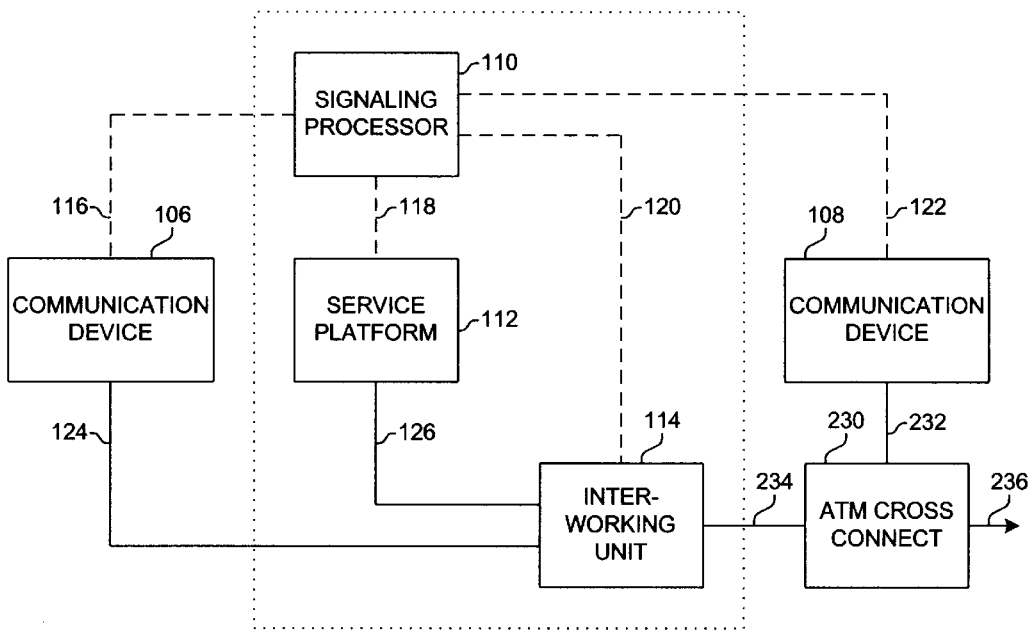 110
SIGNALING
PROCESSOR
116
106
118
120
108
122
COMMUNICATION
DEVICE
SERVICE
PLATFORM
112
COMMUNICATION
DEVICE
124
126
114
230
232
INTER-
WORKING
UNIT
234
ATM CROSS
CONNECT
236